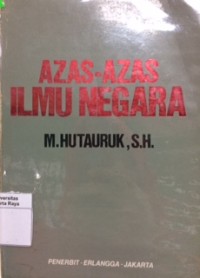 AZAS-AZAS
ILMU NEGARA
M.HUTAURUK, S.H.
PENERBIT - ERLANGGA - JAKARTA